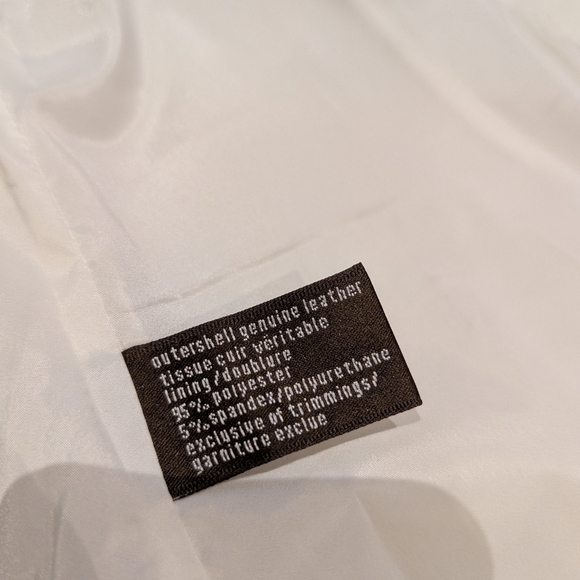 outershell genuine leather
tissue cuir véritable
lining/doublure
95% polyester
5% spandex/polyurethane
exclusive of trimmings/
garniture exclue